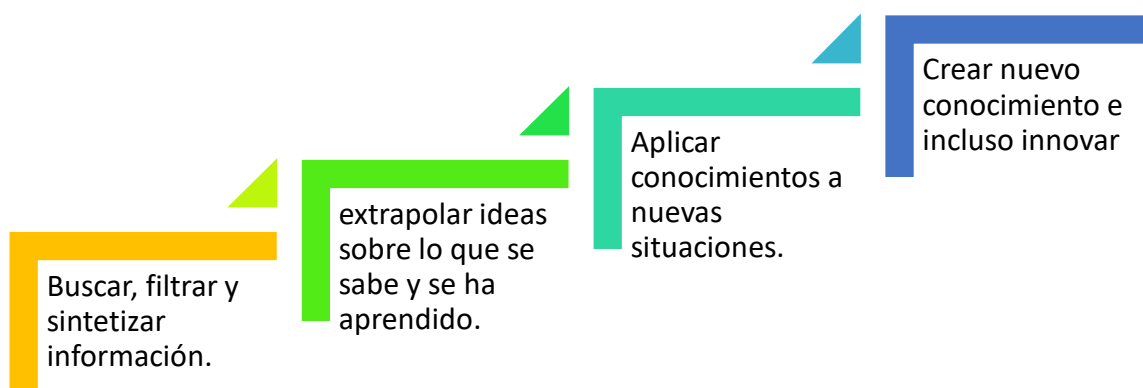 Buscar, filtrar y
sintetizar
información.
extrapolar ideas
sobre lo que se
sabe y se ha
aprendido.
Aplicar
conocimientos a
nuevas
situaciones.
Crear nuevo
conocimiento e
incluso innovar